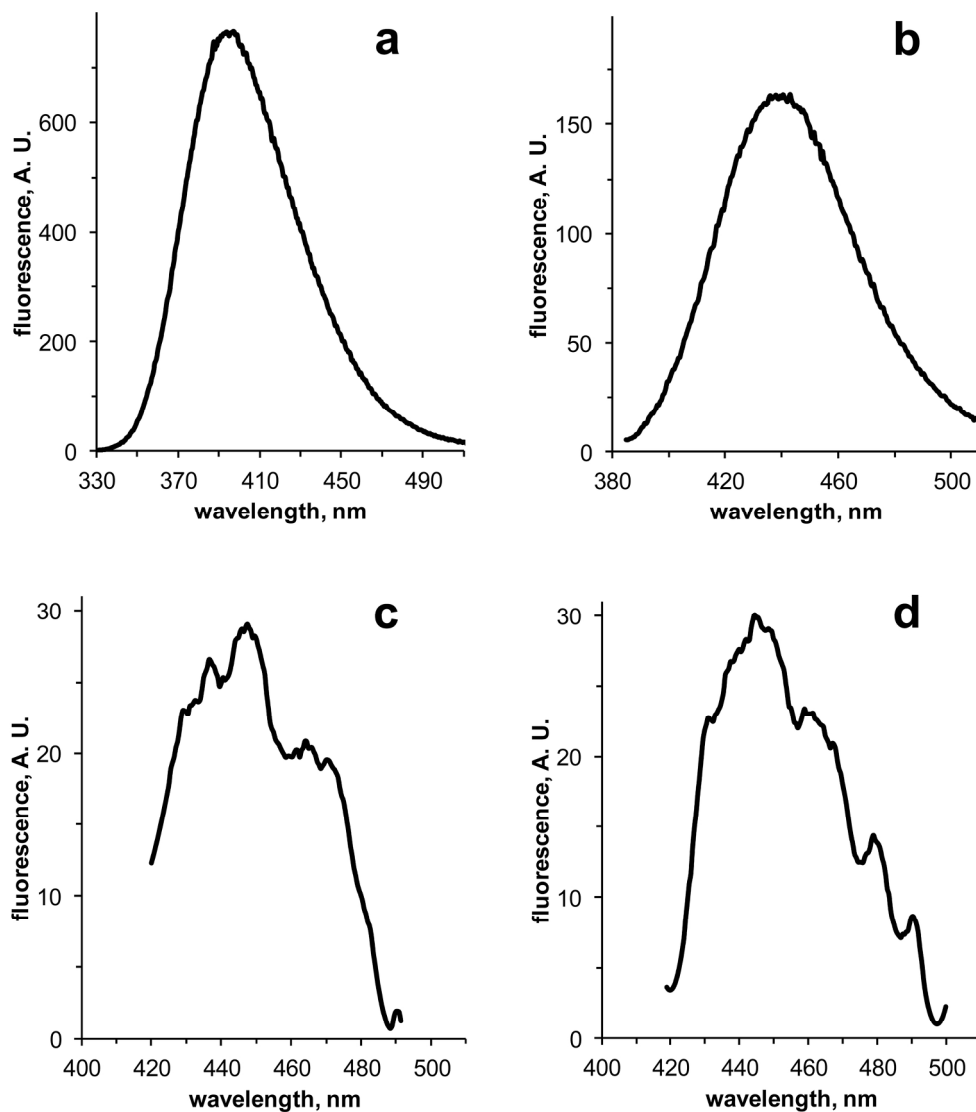 a
fluorescence, A. U.
600
400
200
0
330 370 410 450 490
wavelength, nm
b
fluorescence, A. U.
150
100
50
0
380 420 460 500
wavelength, nm
c
fluorescence, A. U.
30
20
10
0
400 420 440 460 480 500
wavelength, nm
d
fluorescence, A. U.
30
20
10
0
400 420 440 460 480 500
wavelength, nm